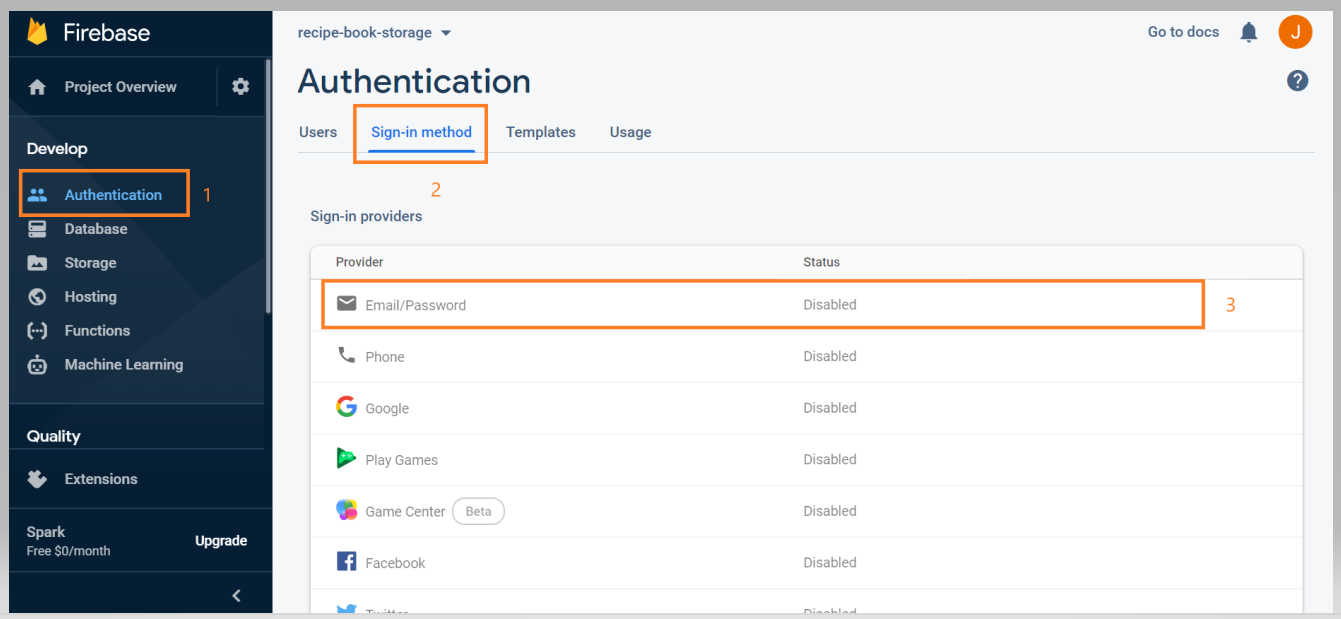 Firebase
recipe-book-storage
Go to docs
J
Project Overview
Authentication
?
Users
Sign-in method
Templates
Usage
Develop
Authentication
1
2
Database
Sign-in providers
Storage
Hosting
Functions
Machine Learning
Provider
Status
Email/Password
Disabled
3
Phone
Disabled
Google
Disabled
Play Games
Disabled
Game Center
Beta
Disabled
Facebook
Disabled
Twitter
Disabled
Quality
Extensions
Spark
Free $0/month
Upgrade